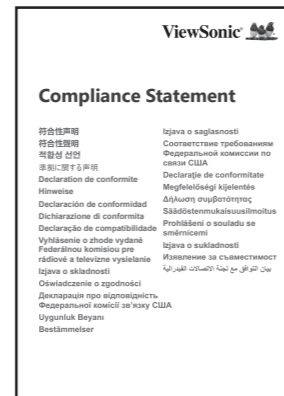 ViewSonic
Compliance Statement
符合性声明
符合性聲明
적합성 선언
準拠に関する声明
Declaration de conformite
Hinweise
Declaración de conformidad
Dichiarazione di conformita
Declaração de compatibilidade
Vyhlásenie o zhode vydané
Federálnou komisiou pre
rádiové a televízne vysielanie
Izjava o skladnosti
Oświadczenie o zgodności
Декларація про відповідність
Федеральної комісії зв'язку США
Uygunluk Beyanı
Bestämmelser
Izjava o saglasnosti
Соответствие требованиям
Федеральной комиссии по
связи США
Declaraţie de conformitate
Megfelelőségi kijelentés
Δήλωση συμβατότητας
Säädöstenmukaisuusilmoitus
Prohlášení o souladu se
směrnicemi
Izjava o sukladnosti
Изявление за съвместимост
بيان التوافق مع لجنة الاتصالات الفيدرالية